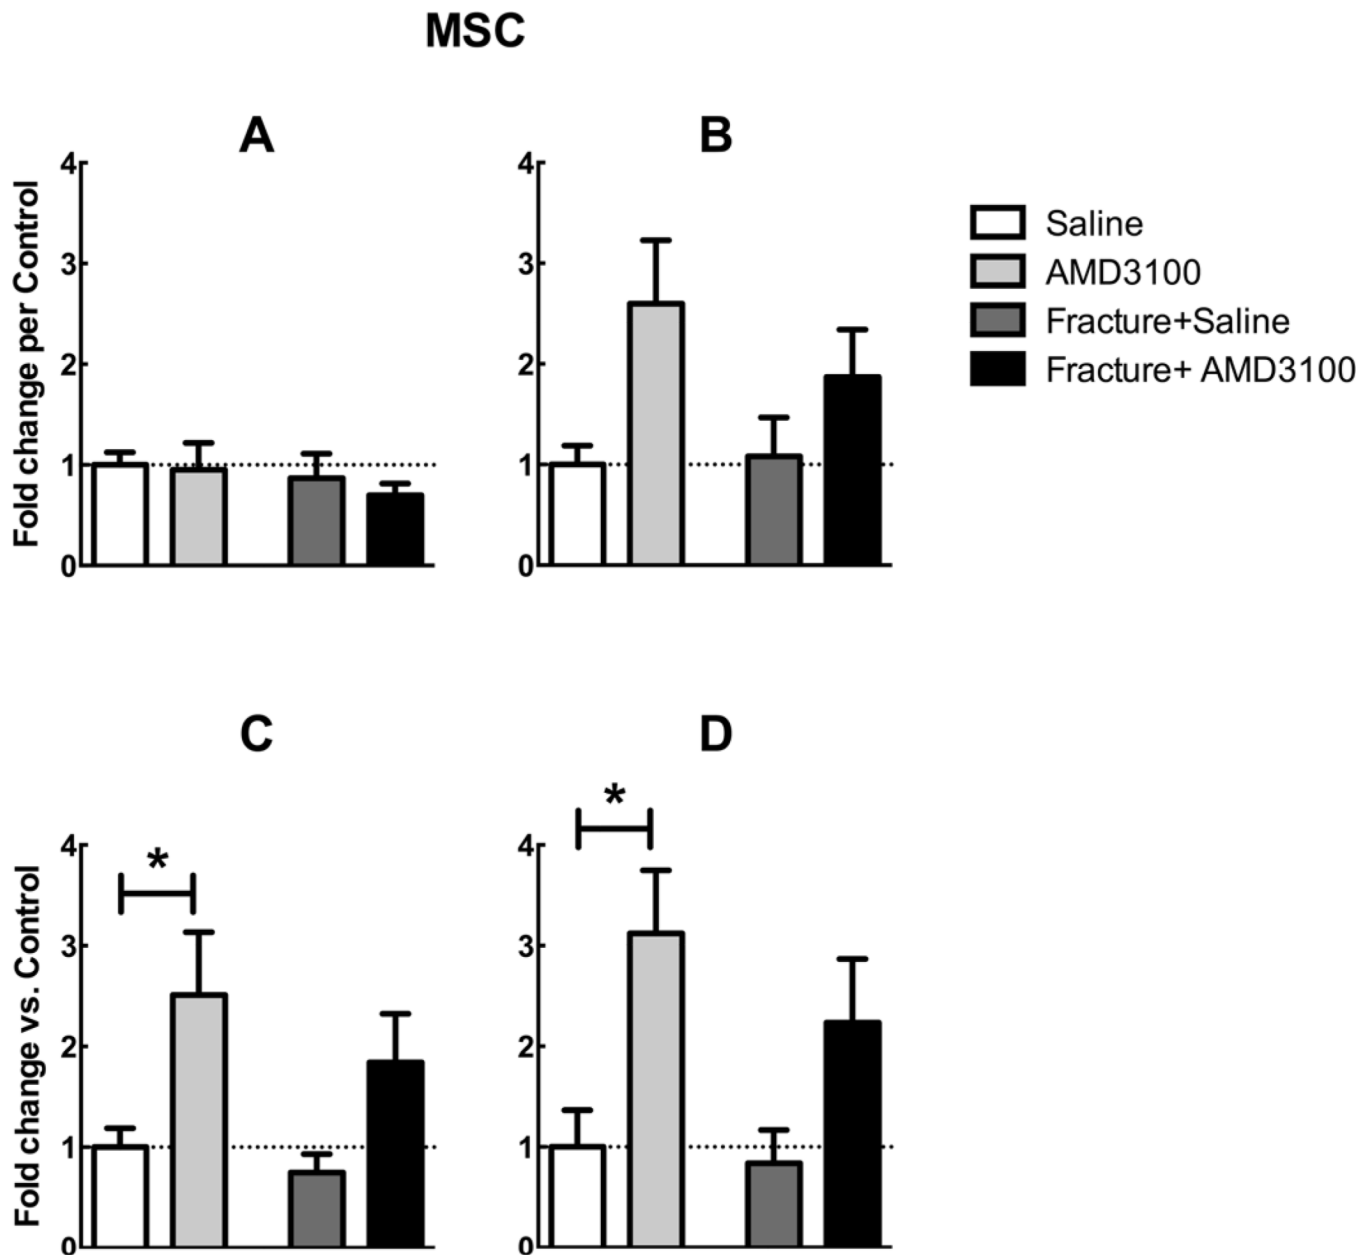 MSC
A
B
Fold change per Control
4
3
2
1
0
4
3
2
1
0
Saline
AMD3100
Fracture+Saline
Fracture+ AMD3100
C
D
Fold change vs. Control
4
3
2
1
0
*
4
3
2
1
0
*